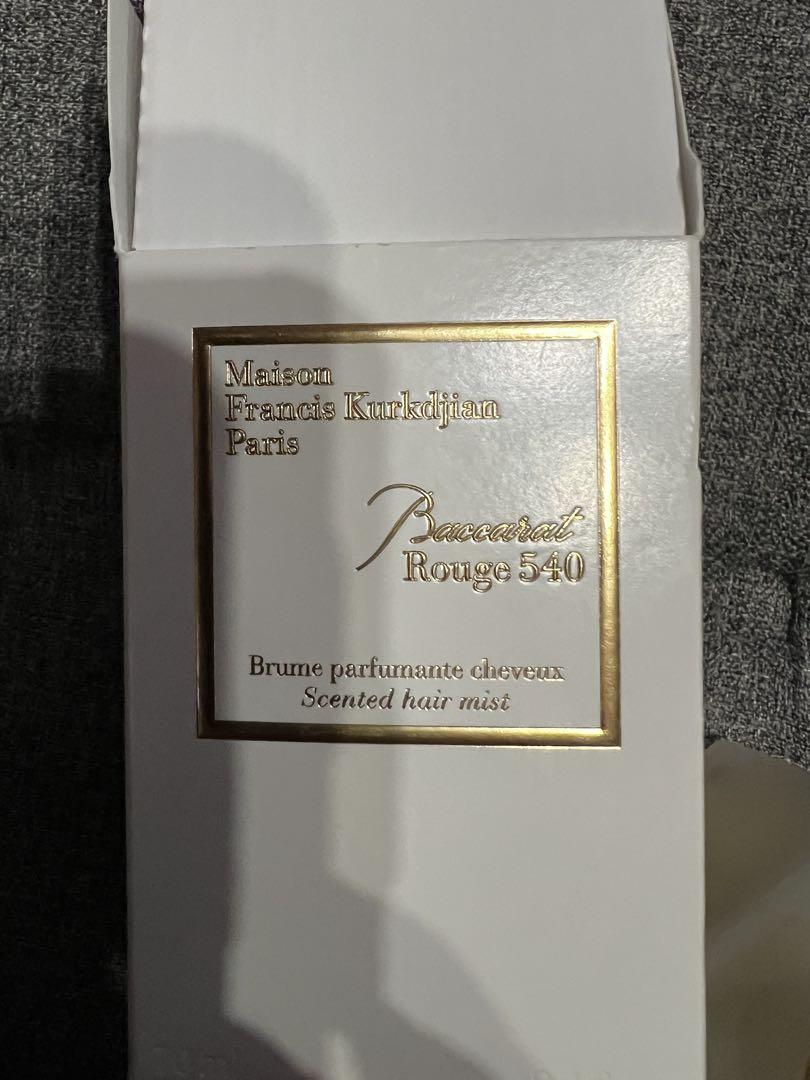 Maison
Francis Kurkdjian
Paris
Baccarat
Rouge 540
Brume parfumante cheveux
Scented hair mist